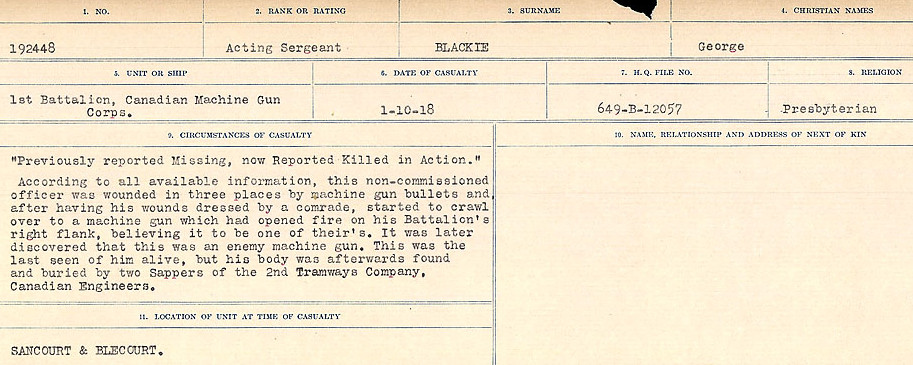 1. NO. 2. RANK OR RATING 3. SURNAME 4. CHRISTIAN NAMES
192448 Acting Sergeant BLACKIE George
5. UNIT OR SHIP 6. DATE OF CASUALTY 7. H.Q. FILE NO. 8. RELIGION
1st Battalion, Canadian Machine Gun
Corps. 1-10-18 649-B-12057 Presbyterian
9. CIRCUMSTANCES OF CASUALTY
"Previously reported Missing, now Reported Killed in Action."
According to all available information, this non-commissioned
officer was wounded in three places by machine gun bullets and,
after having his wounds dressed by a comrade, started to crawl
over to a machine gun which had opened fire on his Battalion's
right flank, believing it to be one of their's. It was later
discovered that this was an enemy machine gun. This was the
last seen of him alive, but his body was afterwards found
and buried by two Sappers of the 2nd Tramways Company,
Canadian Engineers.
10. NAME, RELATIONSHIP AND ADDRESS OF NEXT OF KIN
11. LOCATION OF UNIT AT TIME OF CASUALTY
SANCOURT & BLECOURT.